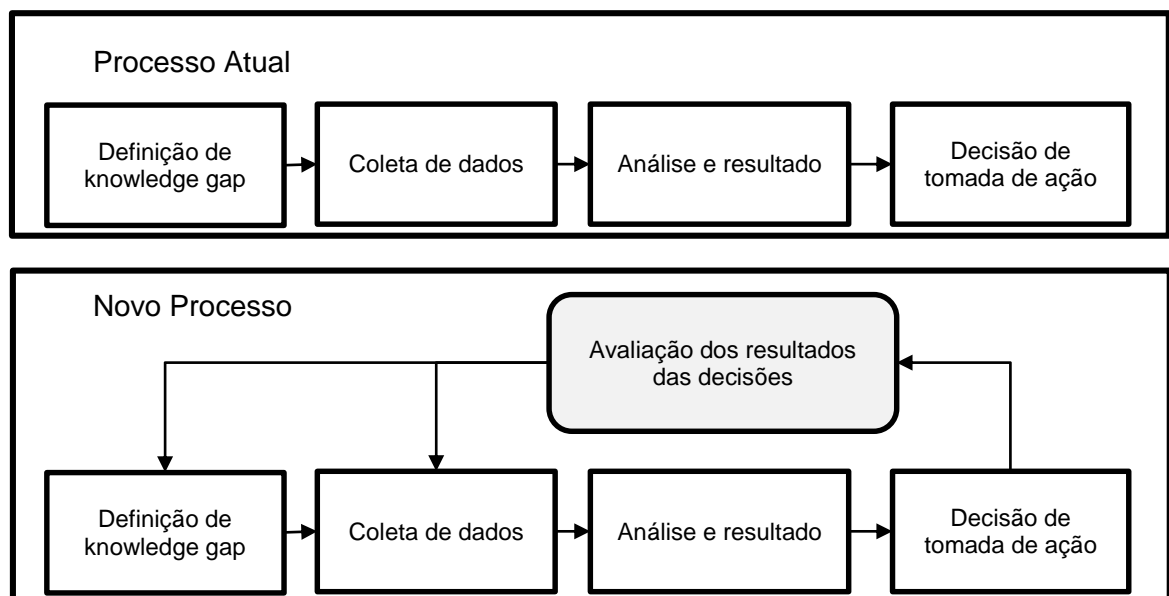 Processo Atual
Definição de
knowledge gap
Coleta de dados
Análise e resultado
Decisão de
tomada de ação
Novo Processo
Avaliação dos resultados
das decisões
Definição de
knowledge gap
Coleta de dados
Análise e resultado
Decisão de
tomada de ação